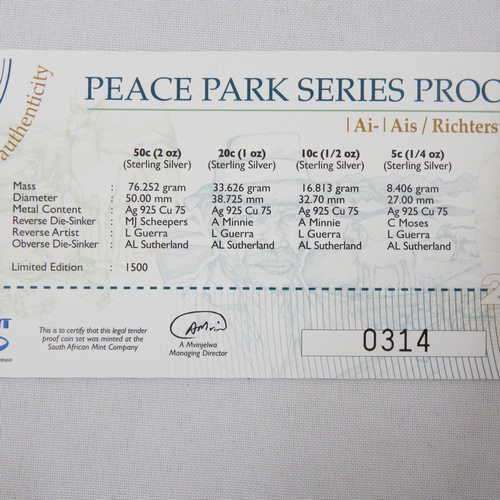 authenticity
PEACE PARK SERIES PROO
|Ai-|Ais / Richters
50c (2 oz) 20c (1 oz) 10c (1/2 oz) 5c (1/4 oz)
(Sterling Silver) (Sterling Silver) (Sterling Silver) (Sterling Silver)
Mass : 76.252 gram 33.626 gram 16.813 gram 8.406 gram
Diameter : 50.00 mm 38.725 mm 32.70 mm 27.00 mm
Metal Content : Ag 925 Cu 75 Ag 925 Cu 75 Ag 925 Cu 75 Ag 925 Cu 75
Reverse Die-Sinker : MJ Scheepers A Minnie A Minnie C Moses
Reverse Artist : L Guerra L Guerra L Guerra L Guerra
Obverse Die-Sinker : AL Sutherland AL Sutherland AL Sutherland AL Sutherland
Limited Edition : 1500
This is to certify that this legal tender
proof coin set was minted at the
South African Mint Company
A Mvinjelwa
Managing Director
0314